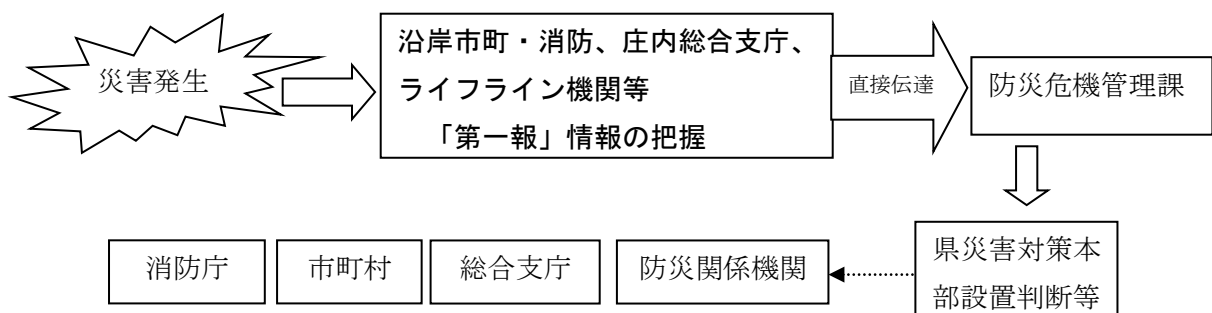 災害発生
沿岸市町・消防、庄内総合支庁、
ライフライン機関等
「第一報」情報の把握
直接伝達
防災危機管理課
消防庁
市町村
総合支庁
防災関係機関
県災害対策本
部設置判断等